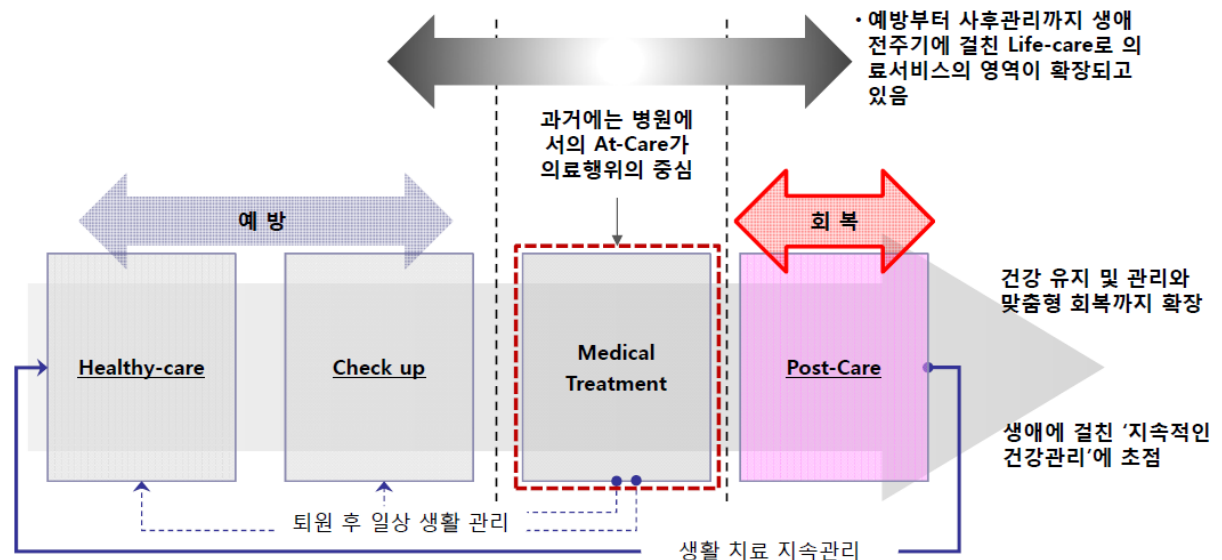 • 예방부터 사후관리까지 생애
전주기에 걸친 Life-care로 의
료서비스의 영역이 확장되고
있음
과거에는 병원에
서의 At-Care가
의료행위의 중심
예 방
회 복
건강 유지 및 관리와
맞춤형 회복까지 확장
Healthy-care
Check up
Medical
Treatment
Post-Care
생애에 걸친 ‘지속적인
건강관리’에 초점
퇴원 후 일상 생활 관리
생활 치료 지속관리